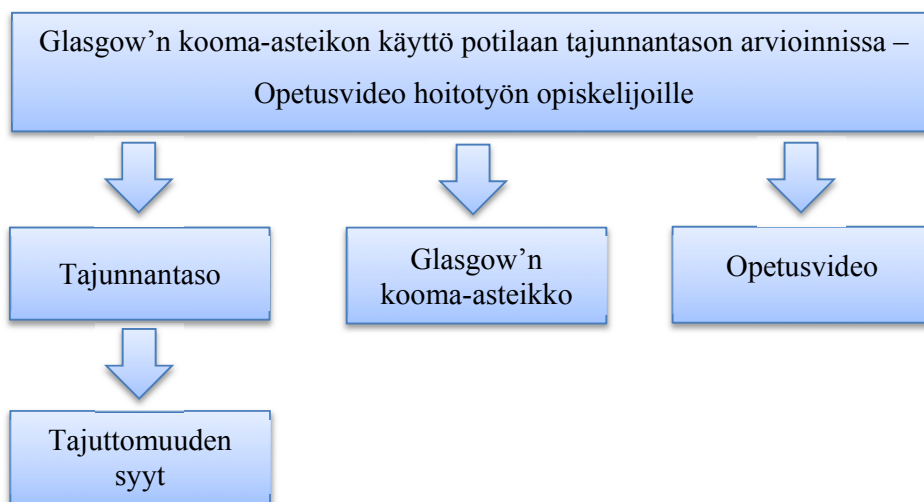 Glasgow’n kooma-asteikon käyttö potilaan tajunnantason arvioinnissa –
Opetusvideo hoitotyön opiskelijoille
Tajunnantaso
Glasgow’n
kooma-asteikko
Opetusvideo
Tajuttomuuden
syyt